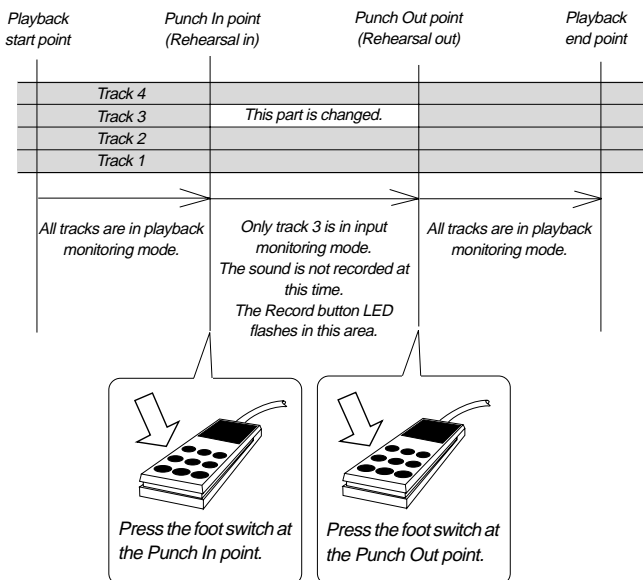 Playback
start point
Punch In point
(Rehearsal in)
Punch Out point
(Rehearsal out)
Playback
end point
Track 4
Track 3
This part is changed.
Track 2
Track 1
All tracks are in playback
monitoring mode.
Only track 3 is in input
monitoring mode.
The sound is not recorded at
this time.
The Record button LED
flashes in this area.
All tracks are in playback
monitoring mode.
Press the foot switch at
the Punch In point.
Press the foot switch at
the Punch Out point.